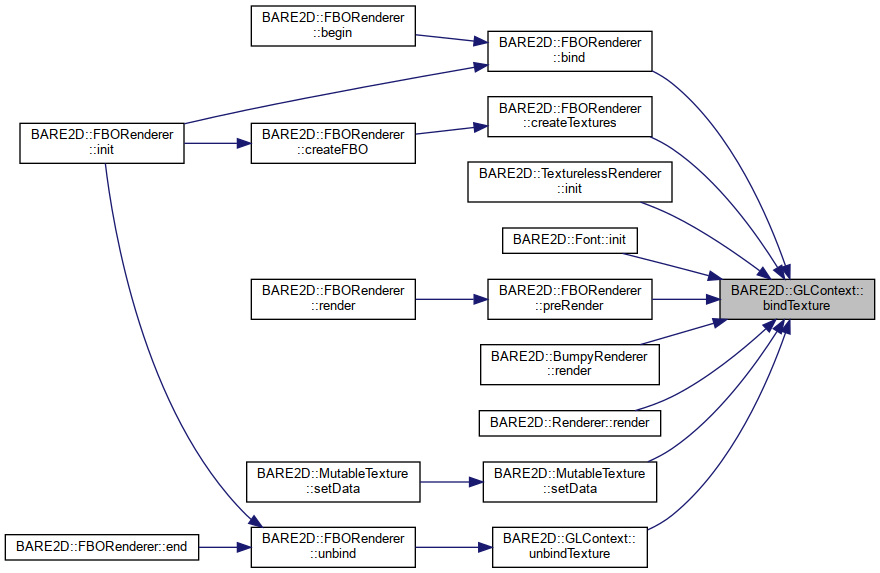 BARE2D::FBORenderer
::begin
BARE2D::FBORenderer
::bind
BARE2D::FBORenderer
::createTextures
BARE2D::FBORenderer
::init
BARE2D::FBORenderer
::createFBO
BARE2D::TexturelessRenderer
::init
BARE2D::Font::init
BARE2D::FBORenderer
::render
BARE2D::FBORenderer
::preRender
BARE2D::GLContext::
bindTexture
BARE2D::BumpyRenderer
::render
BARE2D::Renderer::render
BARE2D::MutableTexture
::setData
BARE2D::MutableTexture
::setData
BARE2D::FBORenderer::end
BARE2D::FBORenderer
::unbind
BARE2D::GLContext::
unbindTexture